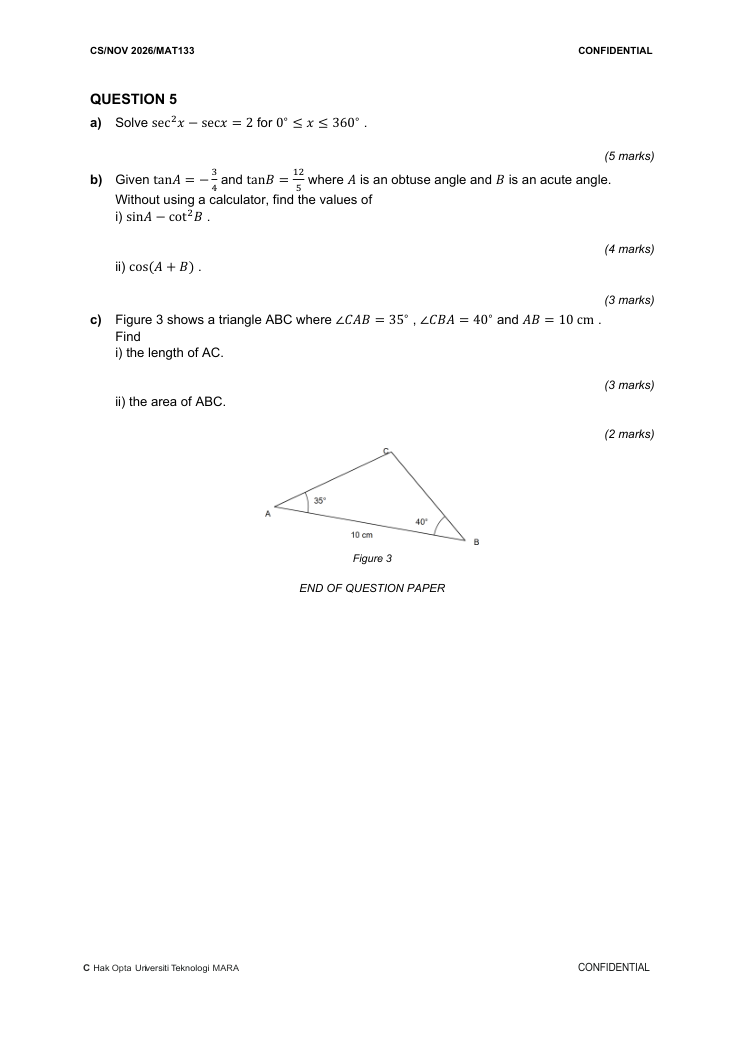 CS/NOV 2026/MAT133 CONFIDENTIAL
QUESTION 5
a) Solve sec²x − secx = 2 for 0° ≤ x ≤ 360° .
(5 marks)
b) Given tanA = −3/4 and tanB = 12/5 where A is an obtuse angle and B is an acute angle.
Without using a calculator, find the values of
i) sinA − cot²B .
(4 marks)
ii) cos(A + B) .
(3 marks)
c) Figure 3 shows a triangle ABC where ∠CAB = 35° , ∠CBA = 40° and AB = 10 cm .
Find
i) the length of AC.
(3 marks)
ii) the area of ABC.
(2 marks)
C
35°
A
40°
B
10 cm
Figure 3
END OF QUESTION PAPER
C Hak Opta Universiti Teknologi MARA CONFIDENTIAL